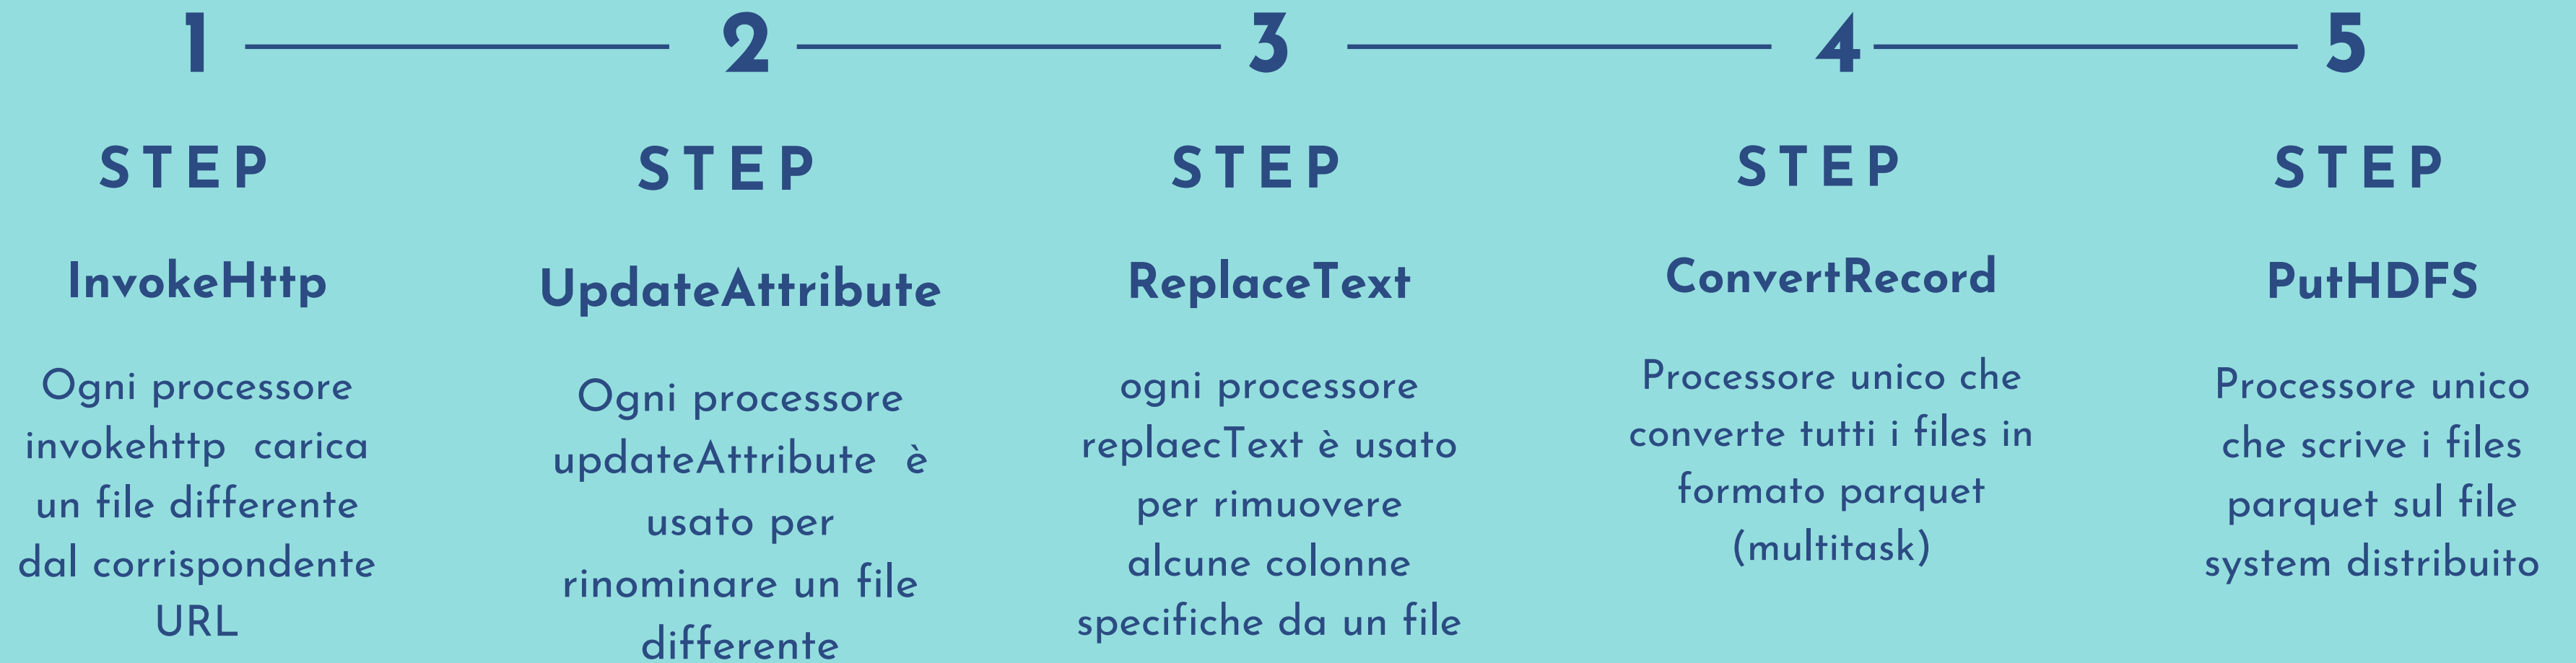 1
2
3
4
5
STEP
STEP
STEP
STEP
STEP
InvokeHttp
UpdateAttribute
ReplaceText
ConvertRecord
PutHDFS
Ogni processore
invokehttp carica
un file differente
dal corrispondente
URL
Ogni processore
updateAttribute è
usato per
rinominare un file
differente
ogni processore
replaecText è usato
per rimuovere
alcune colonne
specifiche da un file
Processore unico che
converte tutti i files in
formato parquet
(multitask)
Processore unico
che scrive i files
parquet sul file
system distribuito